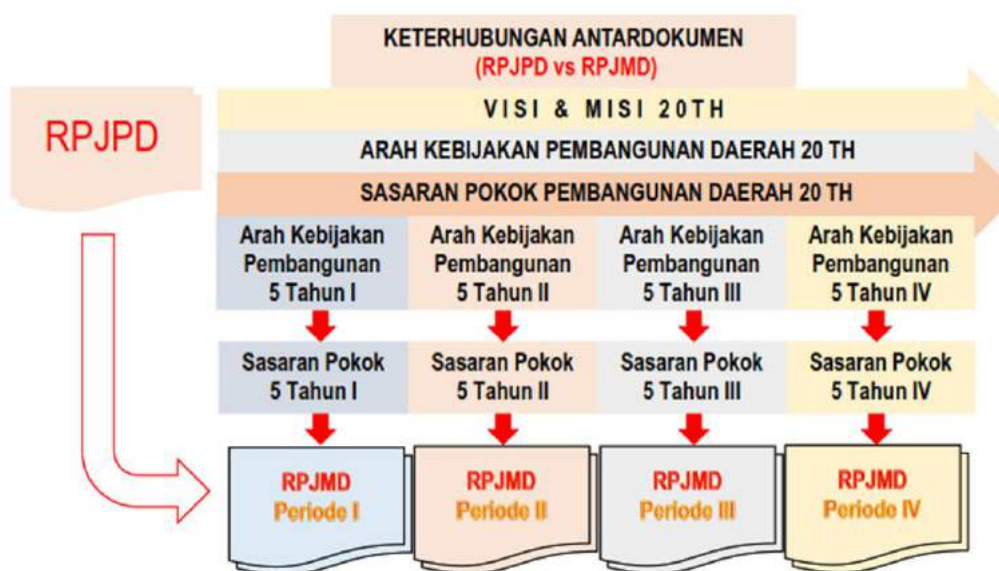 KETERHUBUNGAN ANTARDOKUMEN
(RPJPD vs RPJMD)
RPJPD
VISI & MISI 20TH
ARAH KEBIJAKAN PEMBANGUNAN DAERAH 20 TH
SASARAN POKOK PEMBANGUNAN DAERAH 20 TH
Arah Kebijakan
Pembangunan
5 Tahun I
Arah Kebijakan
Pembangunan
5 Tahun II
Arah Kebijakan
Pembangunan
5 Tahun III
Arah Kebijakan
Pembangunan
5 Tahun IV
Sasaran Pokok
5 Tahun I
Sasaran Pokok
5 Tahun II
Sasaran Pokok
5 Tahun III
Sasaran Pokok
5 Tahun IV
RPJMD
Periode I
RPJMD
Periode II
RPJMD
Periode III
RPJMD
Periode IV